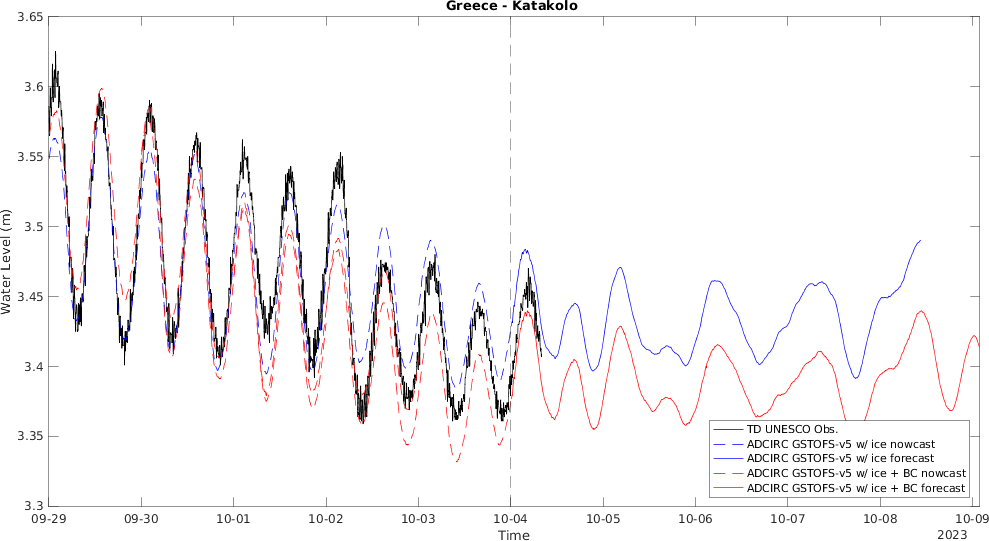 Greece - Katakolo
3.65
3.6
3.55
3.5
3.45
3.4
3.35
3.3
Water Level (m)
TD UNESCO Obs.
ADCIRC GSTOFS-v5 w/ ice nowcast
ADCIRC GSTOFS-v5 w/ ice forecast
ADCIRC GSTOFS-v5 w/ ice + BC nowcast
ADCIRC GSTOFS-v5 w/ ice + BC forecast
09-29 09-30 10-01 10-02 10-03 10-04 10-05 10-06 10-07 10-08 10-09
Time
2023